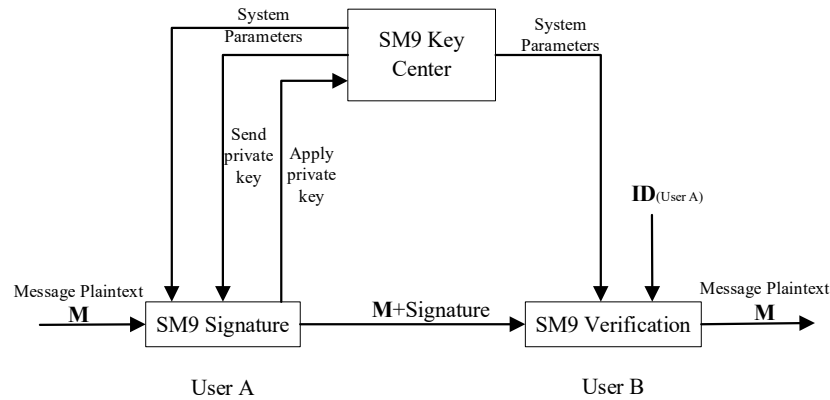 System
Parameters
SM9 Key
Center
System
Parameters
Send
private
key
Apply
private
key
ID(User A)
Message Plaintext
M
SM9 Signature
M+Signature
SM9 Verification
Message Plaintext
M
User A
User B